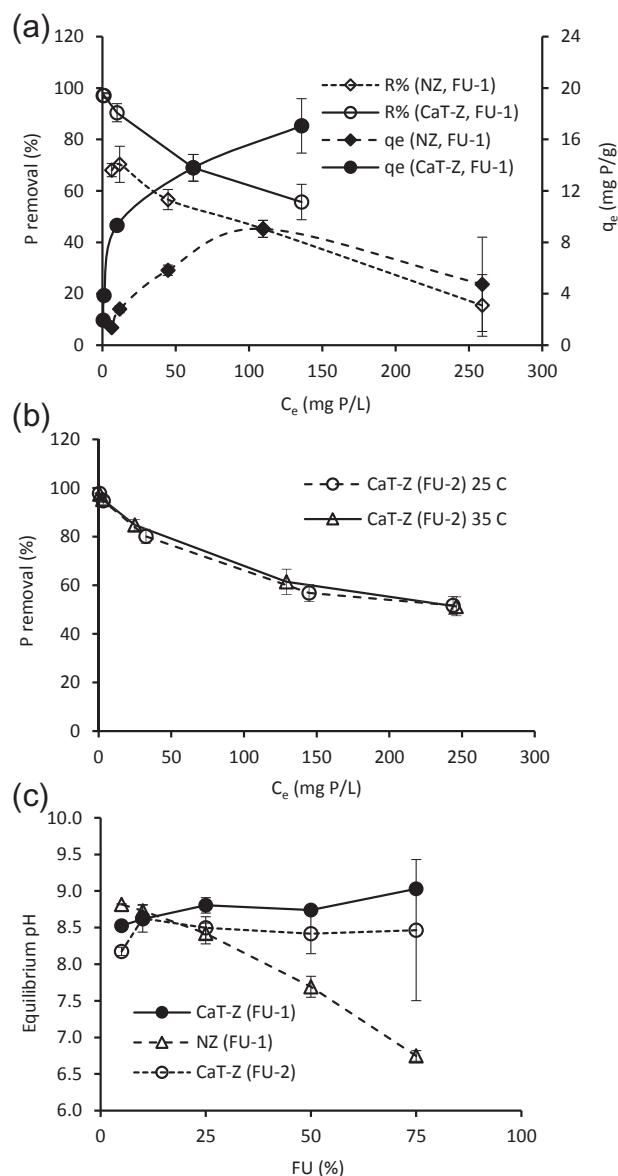 (a)
120
100
80
60
40
20
0
P removal (%)
24
20
16
12
8
4
0
qe (mg P/g)
R% (NZ, FU-1)
R% (CaT-Z, FU-1)
qe (NZ, FU-1)
qe (CaT-Z, FU-1)
0 50 100 150 200 250 300
Ce (mg P/L)
(b)
120
100
80
60
40
20
0
P removal (%)
CaT-Z (FU-2) 25 C
CaT-Z (FU-2) 35 C
0 50 100 150 200 250 300
Ce (mg P/L)
(c)
10.0
9.5
9.0
8.5
8.0
7.5
7.0
6.5
6.0
Equilibrium pH
CaT-Z (FU-1)
NZ (FU-1)
CaT-Z (FU-2)
0 25 50 75 100
FU (%)